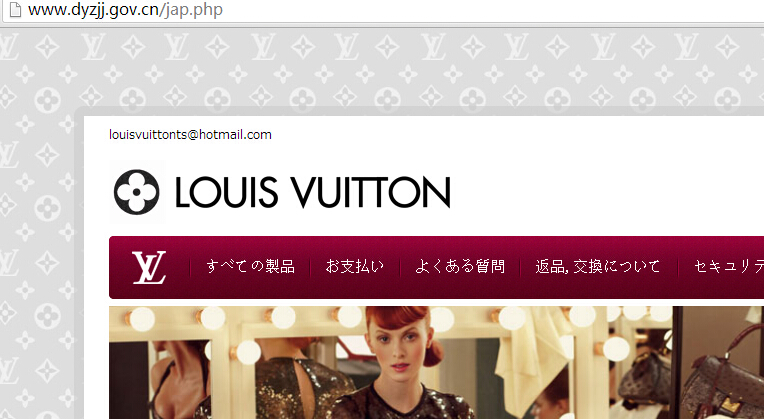 www.dyzjj.gov.cn/jap.php
louisvuittonts@hotmail.com
LOUIS VUITTON
LV すべての製品 お支払い よくある質問 返品, 交換について セキュリテ